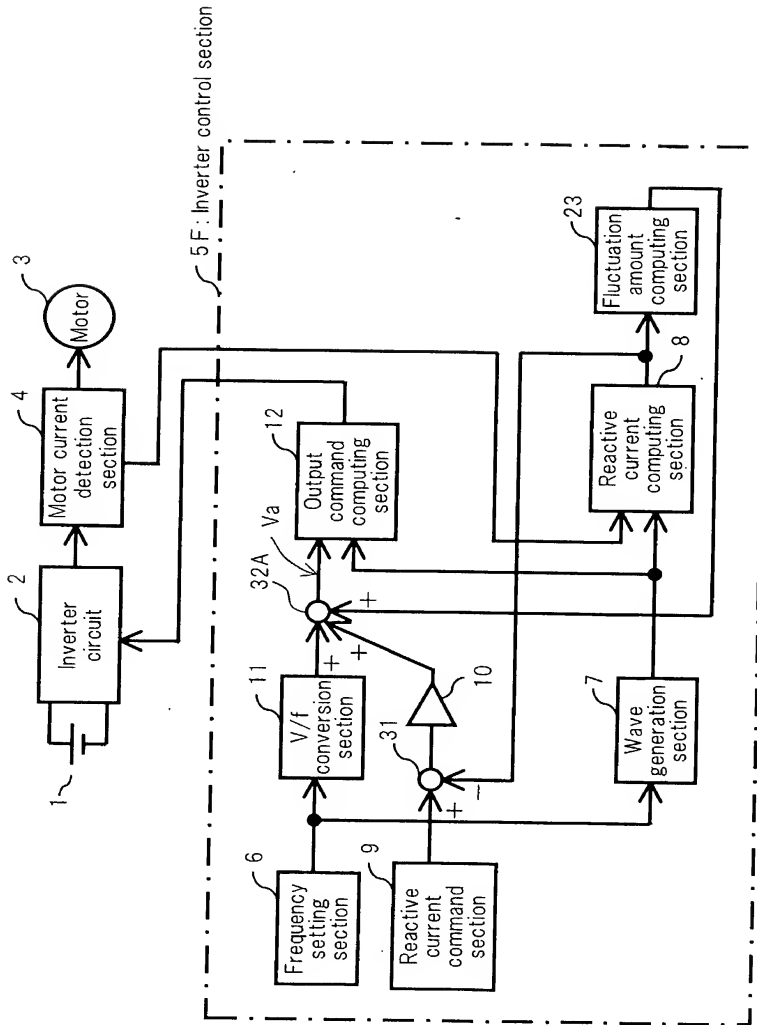 5F: Inverter control section
1
2
Inverter
circuit
4
Motor current
detection
section
3
Motor
6
Frequency
setting
section
11
V/f
conversion
section
32A
Va
12
Output
command
computing
section
9
Reactive
current
command
section
31
10
+
+
+
+
−
7
Wave
generation
section
Reactive
current
computing
section
8
23
Fluctuation
amount
computing
section